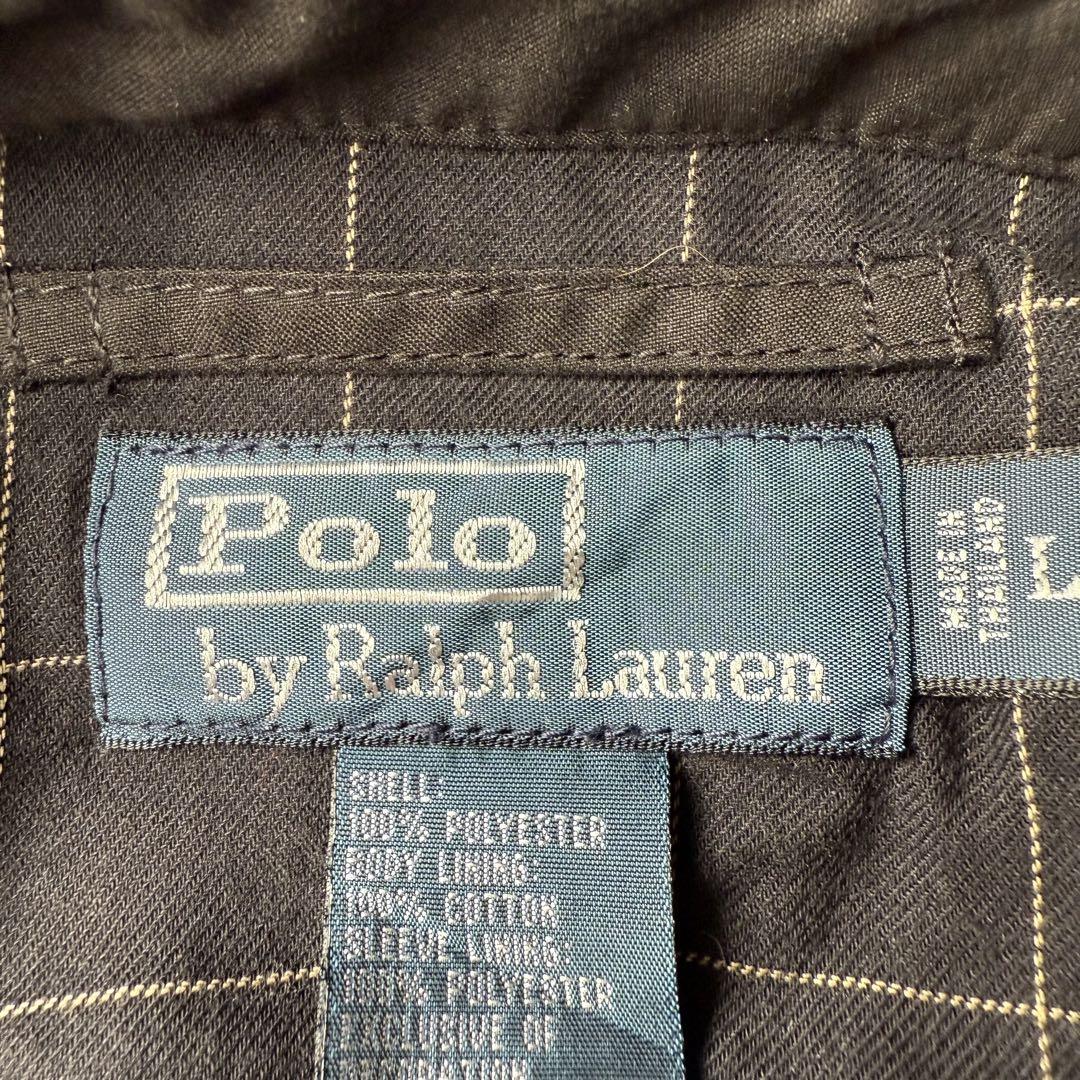 Polo
by Ralph Lauren
MADE IN
THAILAND
L
SHELL:
100% POLYESTER
BODY LINING:
100% COTTON
SLEEVE LINING:
100% POLYESTER
EXCLUSIVE OF